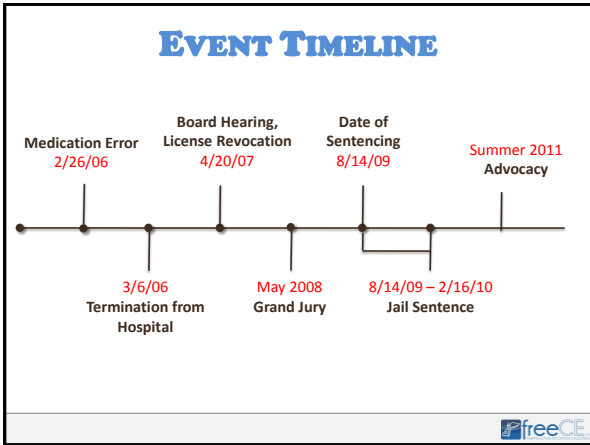 EVENT TIMELINE
Medication Error
2/26/06
Board Hearing,
License Revocation
4/20/07
Date of
Sentencing
8/14/09
Summer 2011
Advocacy
3/6/06
Termination from
Hospital
May 2008
Grand Jury
8/14/09 – 2/16/10
Jail Sentence
freeCE